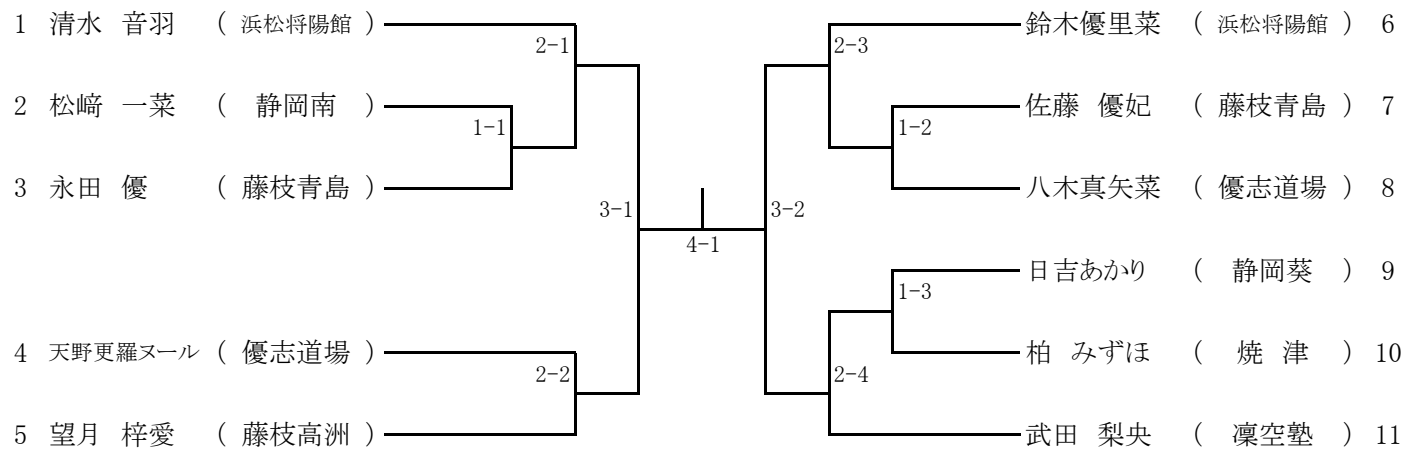 1 清水 音羽 ( 浜松将陽館 )
2-1
2 松﨑 一菜 ( 静岡南 )
1-1
3 永田 優 ( 藤枝青島 )
3-1
4 天野更羅ヌール ( 優志道場 )
2-2
5 望月 梓愛 ( 藤枝高洲 )
4-1
鈴木優里菜 ( 浜松将陽館 ) 6
2-3
佐藤 優妃 ( 藤枝青島 ) 7
1-2
八木真矢菜 ( 優志道場 ) 8
3-2
日吉あかり ( 静岡葵 ) 9
1-3
柏 みずほ ( 焼 津 ) 10
2-4
武田 梨央 ( 凜空塾 ) 11